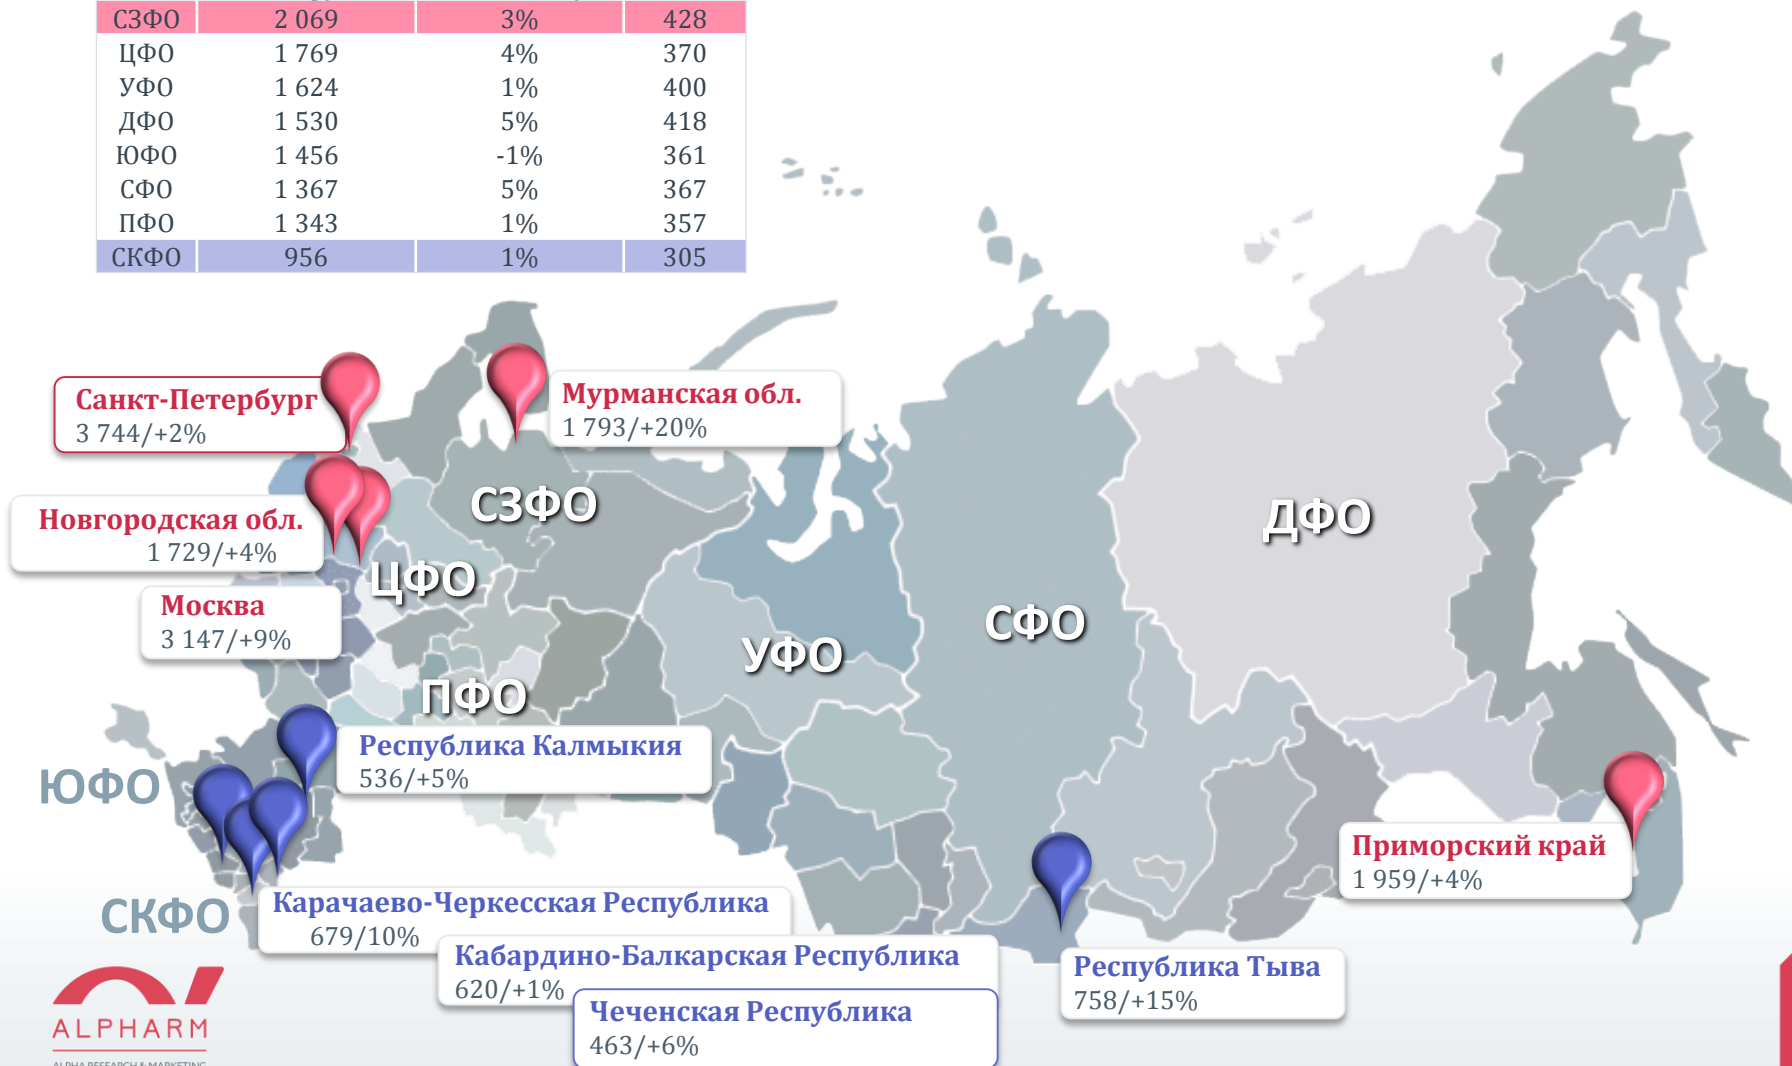 СЗФО 2 069 3% 428
ЦФО 1 769 4% 370
УФО 1 624 1% 400
ДФО 1 530 5% 418
ЮФО 1 456 -1% 361
СФО 1 367 5% 367
ПФО 1 343 1% 357
СКФО 956 1% 305
Санкт-Петербург
3 744/+2%
Мурманская обл.
1 793/+20%
Новгородская обл.
1 729/+4%
Москва
3 147/+9%
СЗФО
ЦФО
ДФО
СФО
УФО
ПФО
Республика Калмыкия
536/+5%
ЮФО
Приморский край
1 959/+4%
СКФО
Карачаево-Черкесская Республика
679/10%
Кабардино-Балкарская Республика
620/+1%
Чеченская Республика
463/+6%
Республика Тыва
758/+15%
ALPHARM
ALPHA RESEARCH & MARKETING